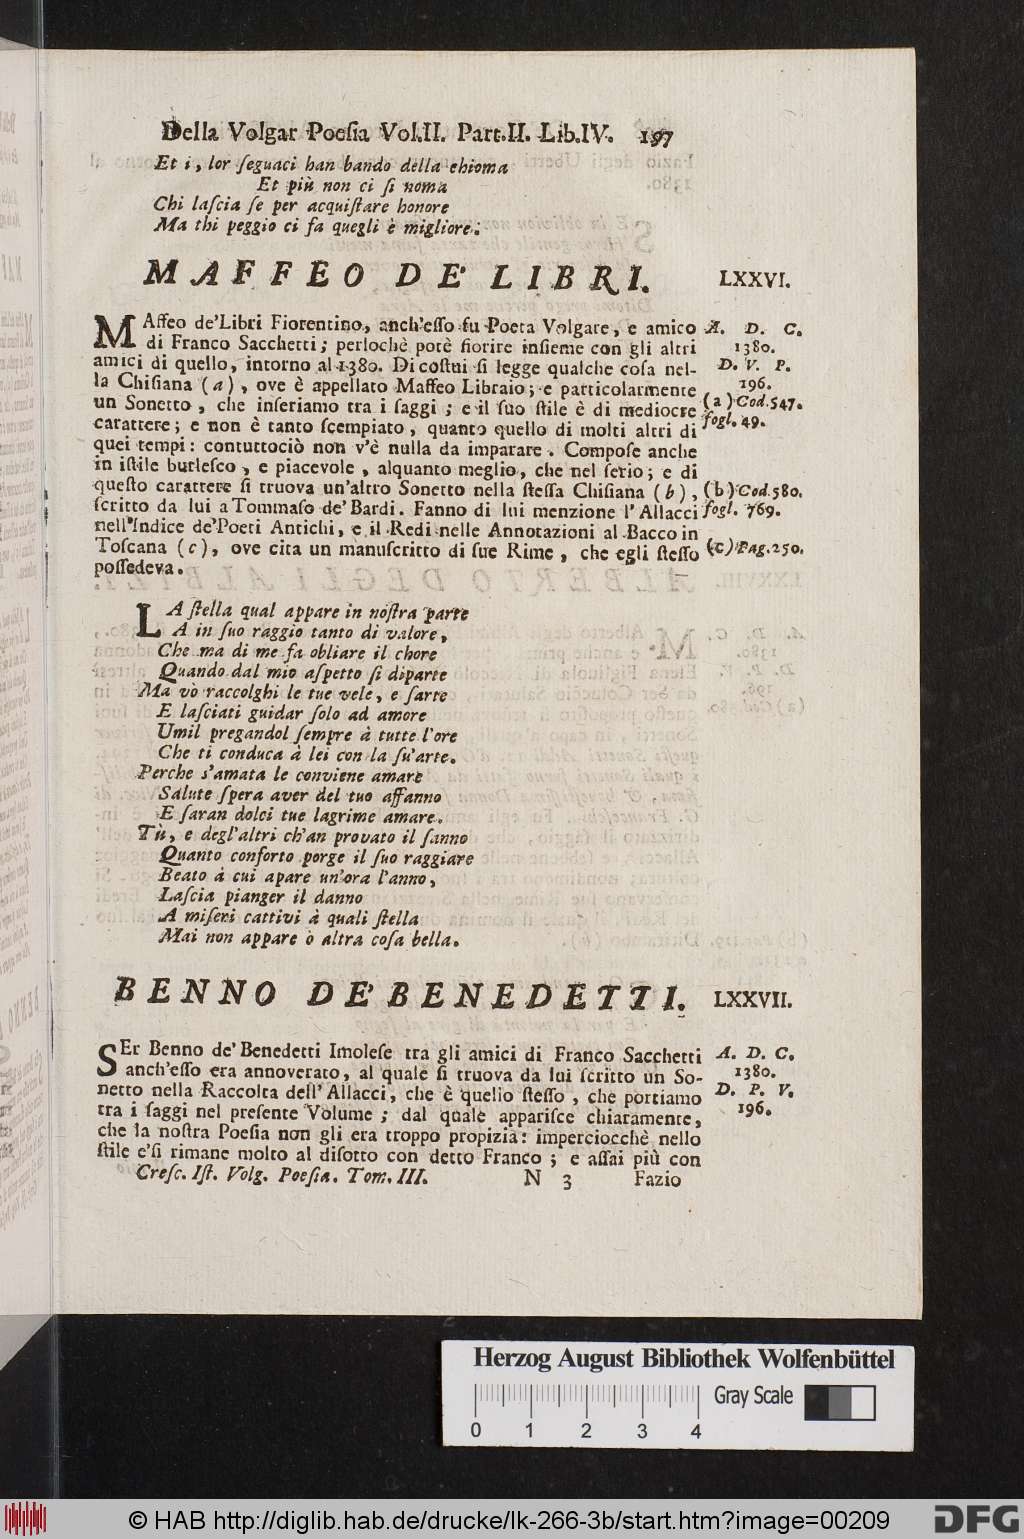 Della Volgar Poeſia Vol.II. Part.II. Lib.IV. 197
Et i, lor ſeguaci han bando della chioma
Et più non ci ſi noma
Chi laſcia ſe per acquiſtare honore
Ma thi peggio ci fa quegli è migliore.
MAFFEO DE' LIBRI. LXXVI.
MAffeo de'Libri Fiorentino, anch'eſſo fu Poeta Volgare, e amico A. D. C.
di Franco Sacchetti; perlochè potè fiorire inſieme con gli altri 1380.
amici di quello, intorno al 1380. Di coſtui ſi legge qualche coſa nel- D. V. P.
la Chiſiana (a), ove è appellato Maffeo Libraio; e particolarmente 196.
un Sonetto, che inſeriamo tra i ſaggi; e il ſuo ſtile è di mediocre (a) Cod.547.
carattere; e non è tanto ſcempiato, quanto quello di molti altri di fogl. 49.
quei tempi: contuttociò non v'è nulla da imparare. Compoſe anche
in iſtile burleſco, e piacevole, alquanto meglio, che nel ſerio; e di
queſto carattere ſi truova un'altro Sonetto nella ſteſſa Chiſiana (b), (b) Cod.580.
ſcritto da lui a Tommaſo de'Bardi. Fanno di lui menzione l'Allacci fogl. 769.
nell'Indice de'Poeti Antichi, e il Redi nelle Annotazioni al Bacco in
Toſcana (c), ove cita un manuſcritto di ſue Rime, che egli ſteſſo (c) Pag.250.
poſſedeva.
LA ſtella qual appare in noſtra parte
A in ſuo raggio tanto di valore,
Che ma di me fa obliare il chore
Quando dal mio aſpetto ſi diparte
Ma vò raccolghi le tue vele, e ſarte
E laſciati guidar ſolo ad amore
Umil pregandol ſempre à tutte l'ore
Che ti conduca à lei con la ſu'arte.
Perche s'amata le conviene amare
Salute ſpera aver del tuo affanno
E ſaran dolci tue lagrime amare.
Tù, e degl'altri ch'an provato il ſanno
Quanto conforto porge il ſuo raggiare
Beato à cui apare un'ora l'anno,
Laſcia pianger il danno
A miſeri cattivi à quali ſtella
Mai non appare o altra coſa bella.
BENNO DE'BENEDETTI. LXXVII.
SEr Benno de'Benedetti Imoleſe tra gli amici di Franco Sacchetti A. D. C.
anch'eſſo era annoverato, al quale ſi truova da lui ſcritto un So- 1380.
netto nella Raccolta dell'Allacci, che è quello ſteſſo, che portiamo D. P. V.
tra i ſaggi nel preſente Volume; dal quale appariſce chiaramente, 196.
che la noſtra Poeſia non gli era troppo propizia: imperciocchè nello
ſtile e'ſi rimane molto al diſotto con detto Franco; e aſſai più con
Creſc. Iſt. Volg. Poeſia. Tom. III. N 3 Fazio
Herzog August Bibliothek Wolfenbüttel
Gray Scale
0 1 2 3 4
© HAB http://diglib.hab.de/drucke/lk-266-3b/start.htm?image=00209
DFG